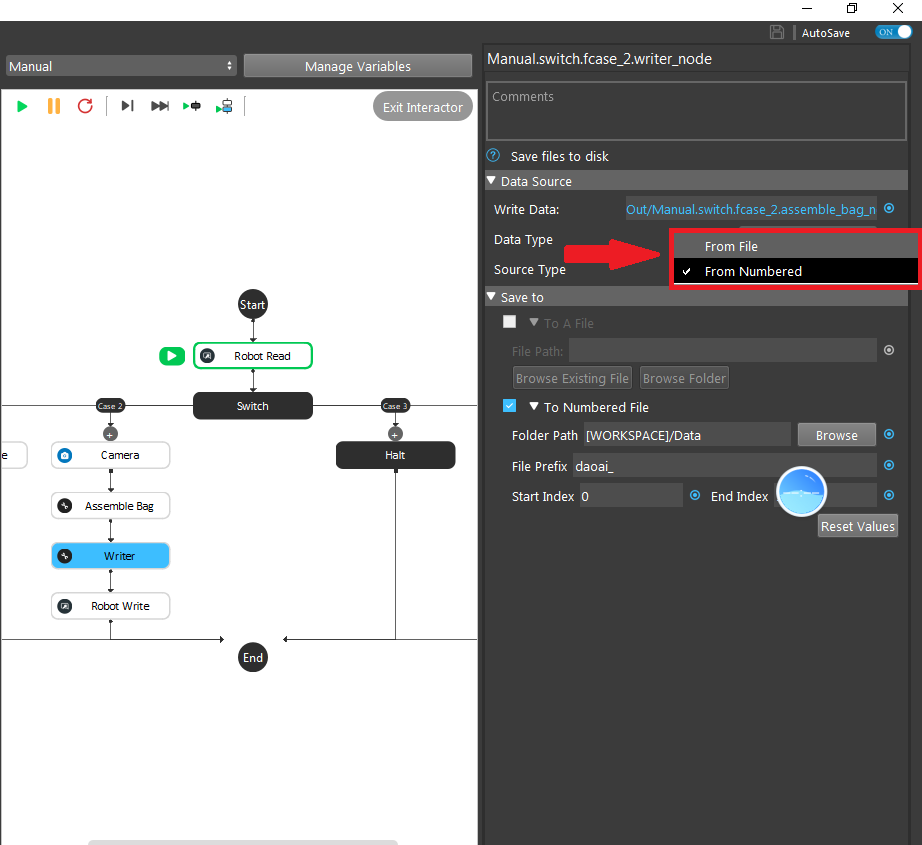 AutoSave
ON
Manual
Manage Variables
Manual.switch.fcase_2.writer_node
Comments
Exit Interactor
Save files to disk
Data Source
Write Data:
Out/Manual.switch.fcase_2.assemble_bag_n
Data Type
From File
Source Type
From Numbered
Save to
Start
To A File
Robot Read
File Path:
Browse Existing File
Browse Folder
Case 2
Switch
Case 3
To Numbered File
Folder Path
[WORKSPACE]/Data
Browse
e
Camera
Halt
File Prefix
daoai_
Start Index
0
End Index
Assemble Bag
Reset Values
Writer
Robot Write
End